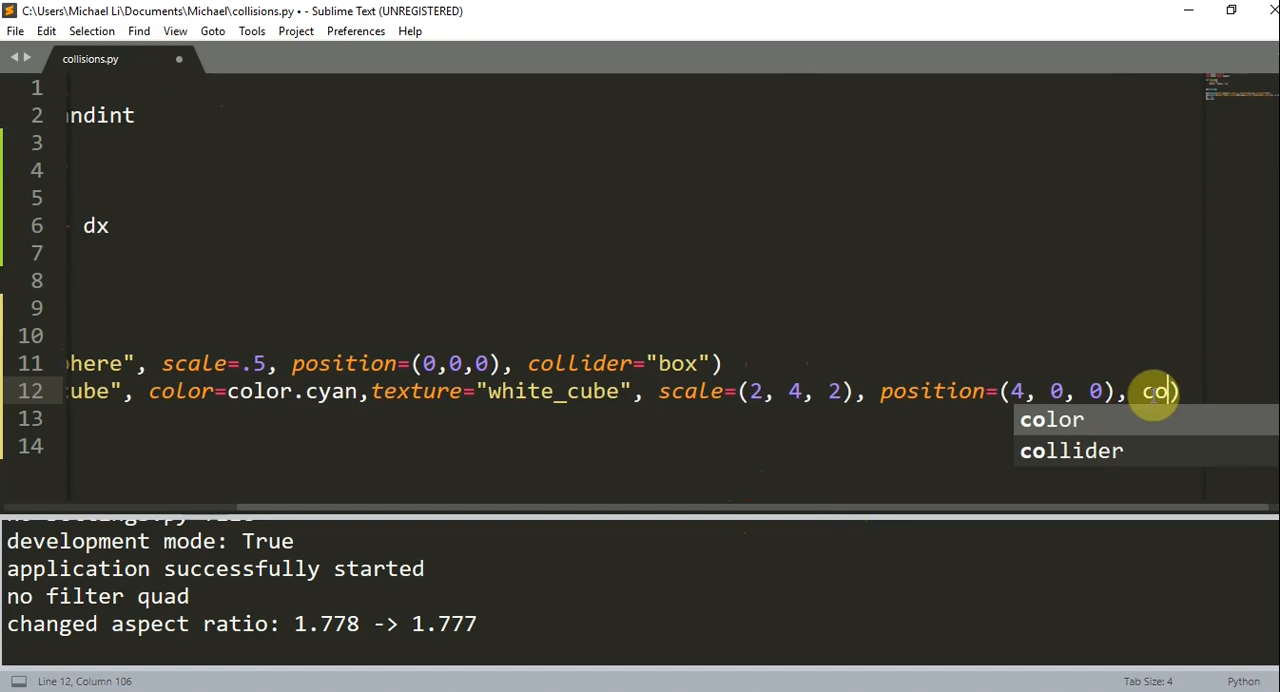 C:\Users\Michael Li\Documents\Michael\collisions.py • - Sublime Text (UNREGISTERED)
File Edit Selection Find View Goto Tools Project Preferences Help
collisions.py
1
2 ndint
3
4
5
6 dx
7
8
9
10
11 here", scale=.5, position=(0,0,0), collider="box")
12 ube", color=color.cyan,texture="white_cube", scale=(2, 4, 2), position=(4, 0, 0), co)
color
13
collider
14
development mode: True
application successfully started
no filter quad
changed aspect ratio: 1.778 -> 1.777
Line 12, Column 106 Tab Size: 4 Python